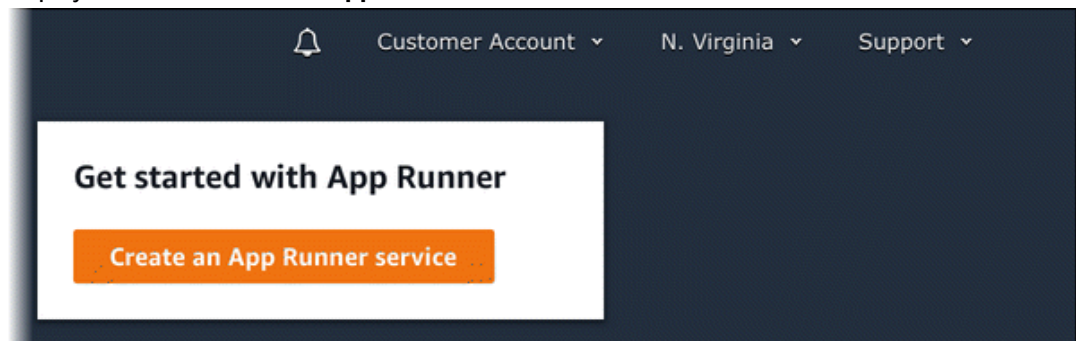 Customer Account N. Virginia Support
Get started with App Runner
Create an App Runner service